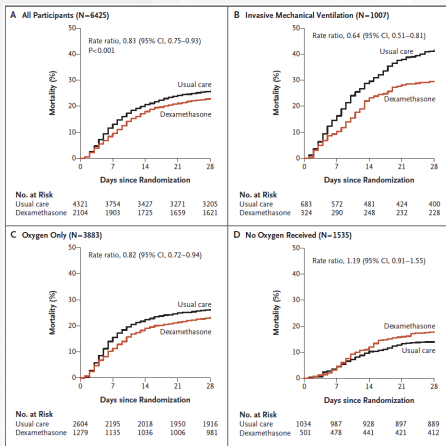 A All Participants (N=6425)
50-
40-
30-
20-
10-
0
Mortality (%)
Rate ratio, 0.83 (95% CI, 0.75–0.93)
P<0.001
Usual care
Dexamethasone
0 7 14 21 28
Days since Randomization
No. at Risk
Usual care 4321 3754 3427 3271 3205
Dexamethasone 2104 1903 1725 1659 1621
B Invasive Mechanical Ventilation (N=1007)
50-
40-
30-
20-
10-
0
Mortality (%)
Rate ratio, 0.64 (95% CI, 0.51–0.81)
Usual care
Dexamethasone
0 7 14 21 28
Days since Randomization
No. at Risk
Usual care 683 572 481 424 400
Dexamethasone 324 290 248 232 228
C Oxygen Only (N=3883)
50-
40-
30-
20-
10-
0
Mortality (%)
Rate ratio, 0.82 (95% CI, 0.72–0.94)
Usual care
Dexamethasone
0 7 14 21 28
Days since Randomization
No. at Risk
Usual care 2604 2195 2018 1950 1916
Dexamethasone 1279 1135 1036 1006 981
D No Oxygen Received (N=1535)
50-
40-
30-
20-
10-
0
Mortality (%)
Rate ratio, 1.19 (95% CI, 0.91–1.55)
Dexamethasone
Usual care
0 7 14 21 28
Days since Randomization
No. at Risk
Usual care 1034 987 928 897 889
Dexamethasone 501 478 441 421 412